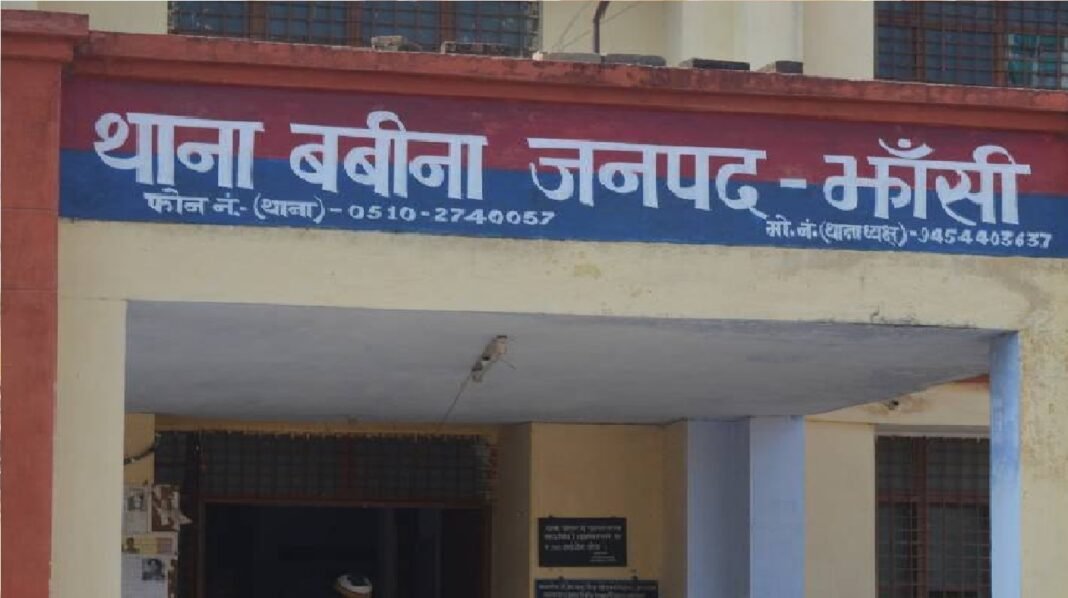 थाना बबीना जनपद - झाँसी
फोन नं.- (थाना) - 0510-2740057
मो. नं. (थानाध्यक्ष) - 9454403637